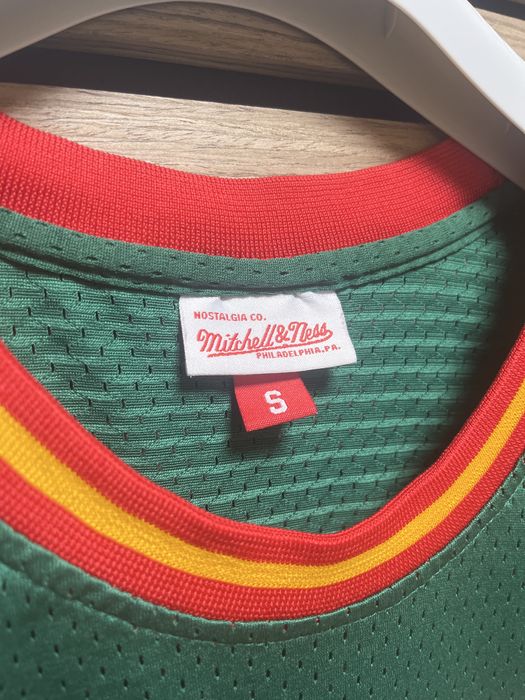 NOSTALGIA CO.
Mitchell & Ness
PHILADELPHIA, PA.
S